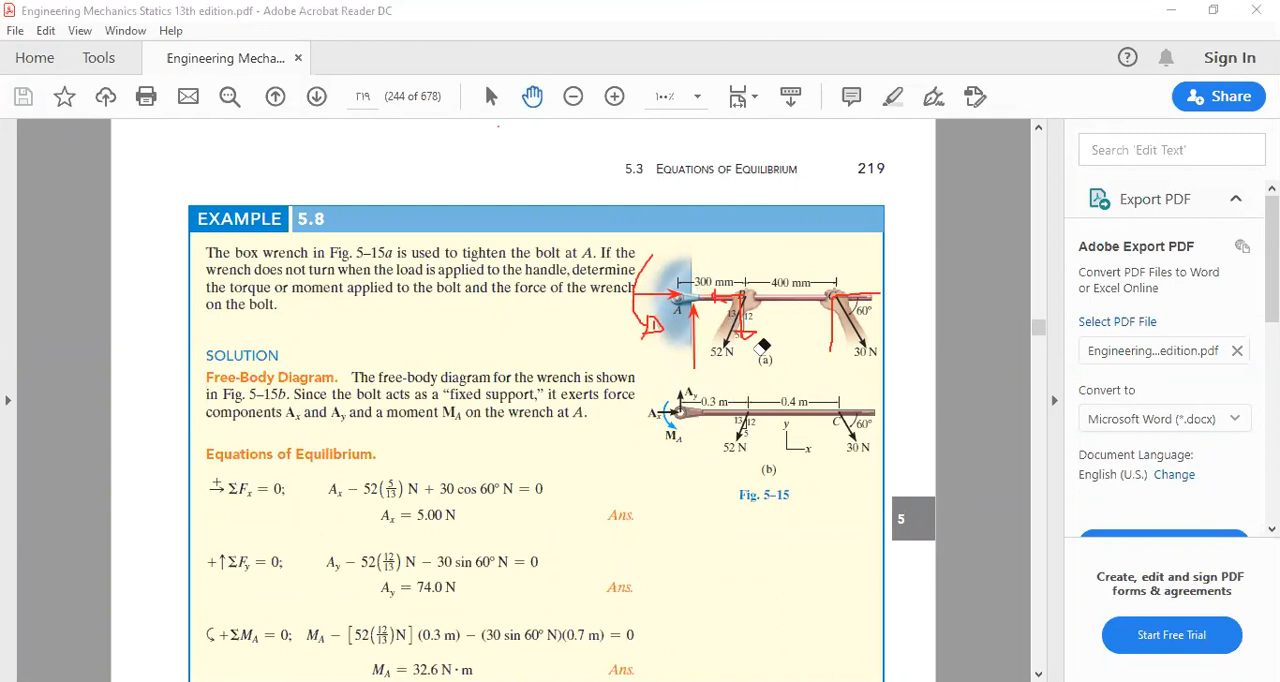 Engineering Mechanics Statics 13th edition.pdf - Adobe Acrobat Reader DC
File Edit View Window Help
Home Tools Engineering Mecha... ×
Sign In
٢١٩ (244 of 678) ١٠٠٪
Share
5.3 EQUATIONS OF EQUILIBRIUM 219
EXAMPLE 5.8
The box wrench in Fig. 5–15a is used to tighten the bolt at A. If the
wrench does not turn when the load is applied to the handle, determine
the torque or moment applied to the bolt and the force of the wrench
on the bolt.
300 mm 400 mm
A B C
13 12 60°
5
52 N 30 N
(a)
SOLUTION
Free-Body Diagram. The free-body diagram for the wrench is shown
in Fig. 5–15b. Since the bolt acts as a “fixed support,” it exerts force
components Ax and Ay and a moment MA on the wrench at A.
Ay 0.3 m 0.4 m
Ax
13 12 y C 60°
MA 5
52 N x 30 N
(b)
Fig. 5–15
Equations of Equilibrium.
→+ ΣFx = 0; Ax − 52(5/13) N + 30 cos 60° N = 0
Ax = 5.00 N Ans.
+↑ΣFy = 0; Ay − 52(12/13) N − 30 sin 60° N = 0
Ay = 74.0 N Ans.
↺+ΣMA = 0; MA − [52(12/13)N] (0.3 m) − (30 sin 60° N)(0.7 m) = 0
MA = 32.6 N · m Ans.
5
Search 'Edit Text'
Export PDF
Adobe Export PDF
Convert PDF Files to Word
or Excel Online
Select PDF File
Engineering...edition.pdf ×
Convert to
Microsoft Word (*.docx)
Document Language:
English (U.S.) Change
Create, edit and sign PDF
forms & agreements
Start Free Trial